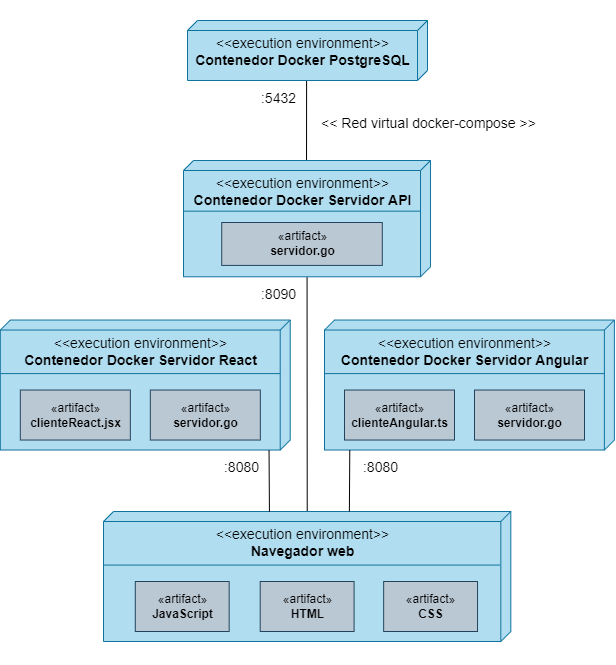 <<execution environment>>
Contenedor Docker PostgreSQL
:5432
<< Red virtual docker-compose >>
<<execution environment>>
Contenedor Docker Servidor API
«artifact»
servidor.go
:8090
<<execution environment>>
Contenedor Docker Servidor React
«artifact»
clienteReact.jsx
«artifact»
servidor.go
<<execution environment>>
Contenedor Docker Servidor Angular
«artifact»
clienteAngular.ts
«artifact»
servidor.go
:8080
:8080
<<execution environment>>
Navegador web
«artifact»
JavaScript
«artifact»
HTML
«artifact»
CSS